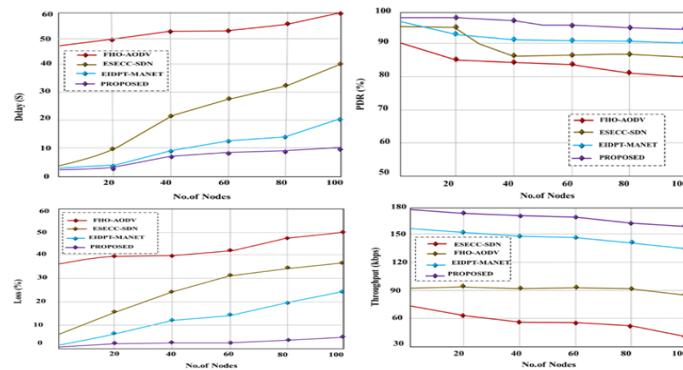 60
50
40
30
20
10
0
Delay (S)
FHO-AODV
ESECC-SDN
EIDPT-MANET
PROPOSED
20 40 60 80 100
No.of Nodes
100
90
80
60
50
PDR (%)
FHO-AODV
ESECC-SDN
EIDPT-MANET
PROPOSED
20 40 60 80 100
No.of Nodes
60
50
40
30
20
10
0
Loss (%)
FHO-AODV
ESECC-SDN
EIDPT-MANET
PROPOSED
20 40 60 80 100
No.of Nodes
180
150
120
90
60
30
Throughput (kbps)
ESECC-SDN
FHO-AODV
EIDPT-MANET
PROPOSED
20 40 60 80 100
No.of Nodes